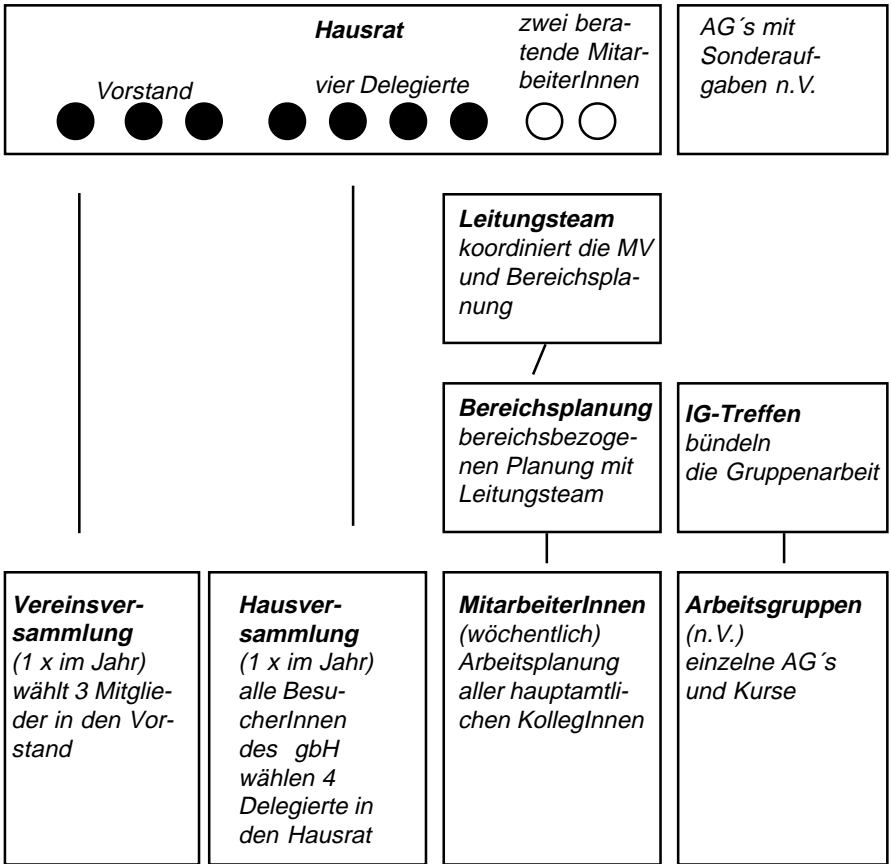 Hausrat
Vorstand
vier Delegierte
zwei bera-
tende Mitar-
beiterInnen
AG´s mit
Sonderauf-
gaben n.V.
Leitungsteam
koordiniert die MV
und Bereichspla-
nung
Bereichsplanung
bereichsbezoge-
nen Planung mit
Leitungsteam
IG-Treffen
bündeln
die Gruppenarbeit
Vereinsver-
sammlung
(1 x im Jahr)
wählt 3 Mitglie-
der in den Vor-
stand
Hausver-
sammlung
(1 x im Jahr)
alle Besu-
cherInnen
des gbH
wählen 4
Delegierte in
den Hausrat
MitarbeiterInnen
(wöchentlich)
Arbeitsplanung
aller hauptamtli-
chen KollegInnen
Arbeitsgruppen
(n.V.)
einzelne AG´s
und Kurse